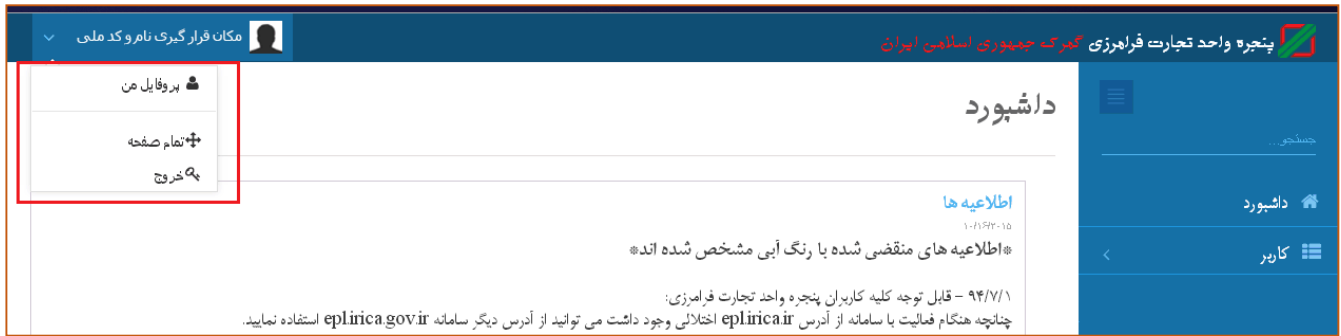 پنجره واحد تجارت فرامرزی گمرک جمهوری اسلامی ایران
مکان قرار گیری نام و کد ملی
پروفایل من
تمام صفحه
خروج
جستجو...
داشبورد
کاربر
داشبورد
اطلاعیه ها
۱۰/۱۶/۲۰۱۵
*اطلاعیه های منقضی شده با رنگ آبی مشخص شده اند*
۹۴/۷/۱ - قابل توجه کلیه کاربران پنجره واحد تجارت فرامرزی:
چنانچه هنگام فعالیت با سامانه از آدرس epl.irica.ir اختلالی وجود داشت می توانید از آدرس دیگر سامانه epl.irica.gov.ir استفاده نمایید.